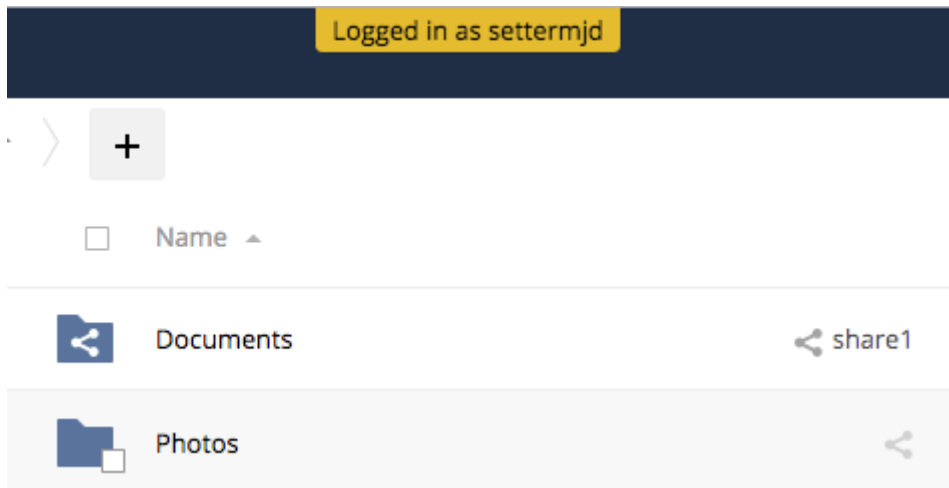 Logged in as settermjd
+
Name
Documents share1
Photos